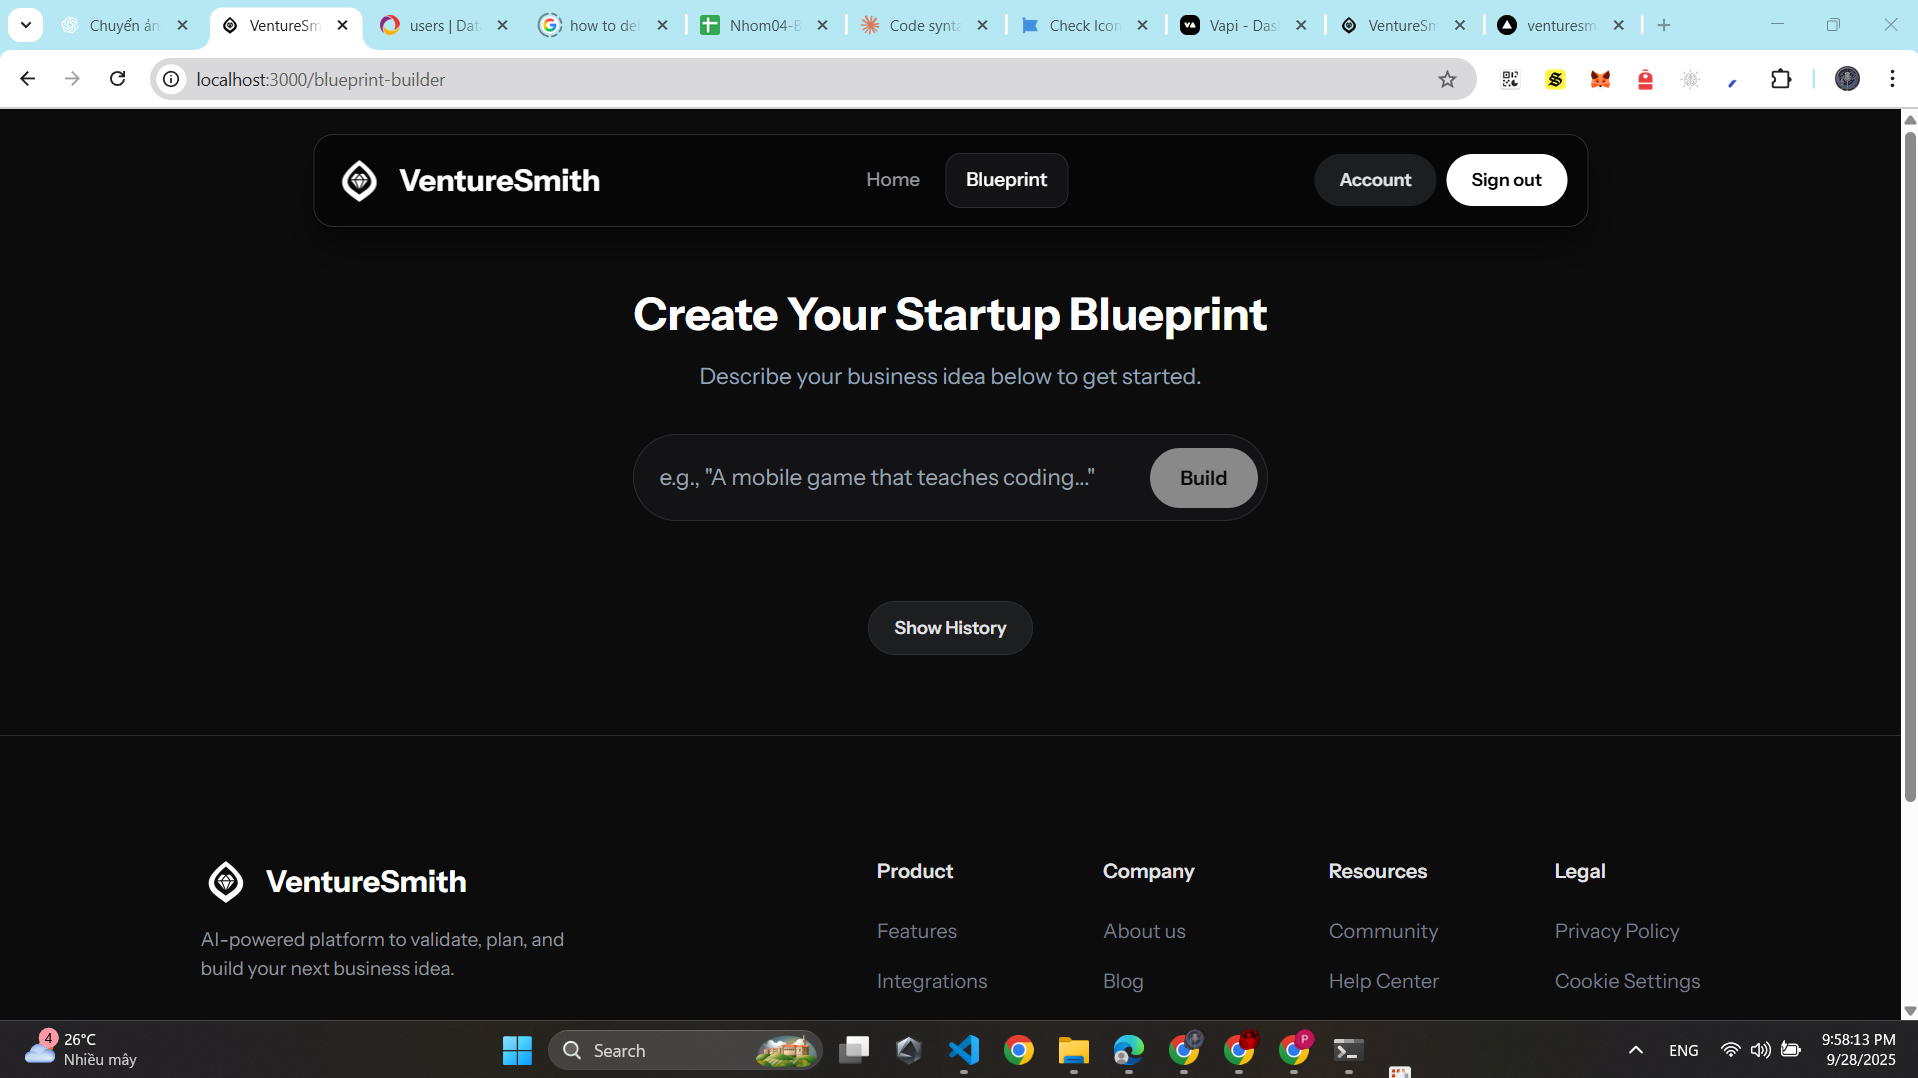 Chuyển ản
VentureSm
users | Dat
how to del
Nhom04-B
Code synta
Check Icon
Vapi - Das
VentureSm
venturesm
localhost:3000/blueprint-builder
VentureSmith
Home
Blueprint
Account
Sign out
Create Your Startup Blueprint
Describe your business idea below to get started.
e.g., "A mobile game that teaches coding..."
Build
Show History
VentureSmith
AI-powered platform to validate, plan, and
build your next business idea.
Product
Features
Integrations
Company
About us
Blog
Resources
Community
Help Center
Legal
Privacy Policy
Cookie Settings
4
26°C
Nhiều mây
Search
P
ENG
9:58:13 PM
9/28/2025